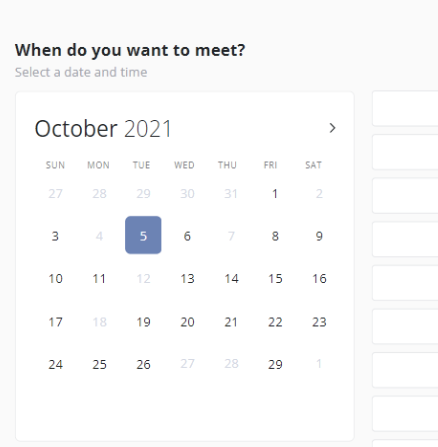 When do you want to meet?
Select a date and time
October 2021
SUN MON TUE WED THU FRI SAT
27 28 29 30 31 1 2
3 4 5 6 7 8 9
10 11 12 13 14 15 16
17 18 19 20 21 22 23
24 25 26 27 28 29 1